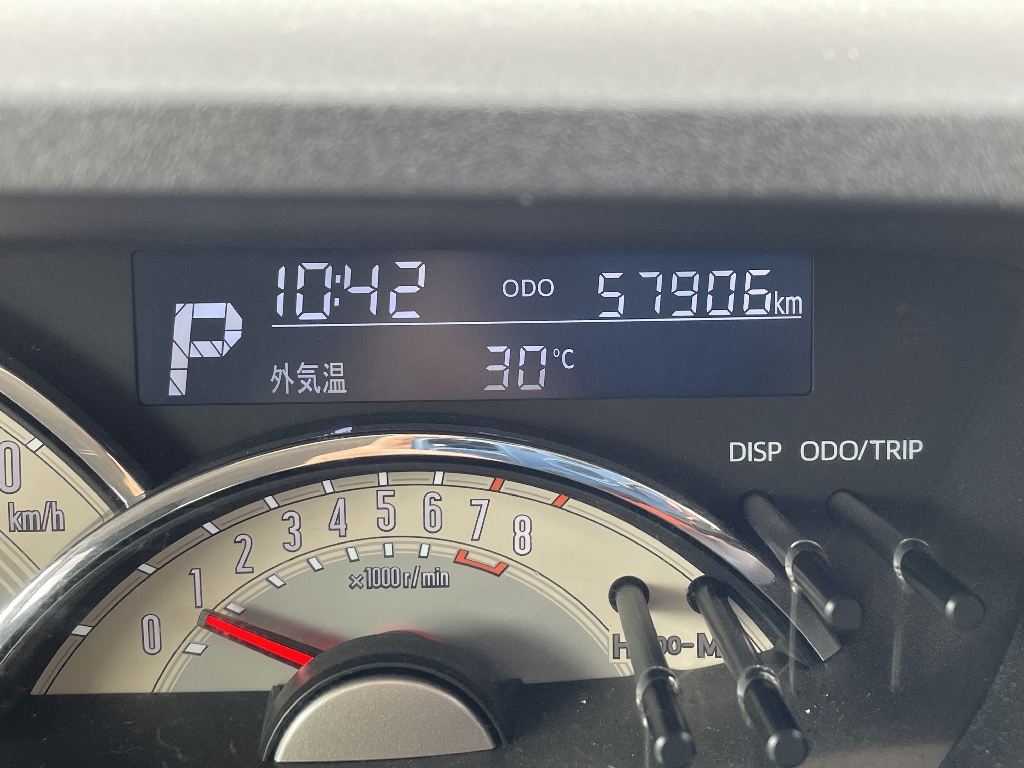 P
10:42 ODO 57906km
外気温 30℃
DISP ODO/TRIP
0
km/h
0 1 2 3 4 5 6 7 8
×1000r/min